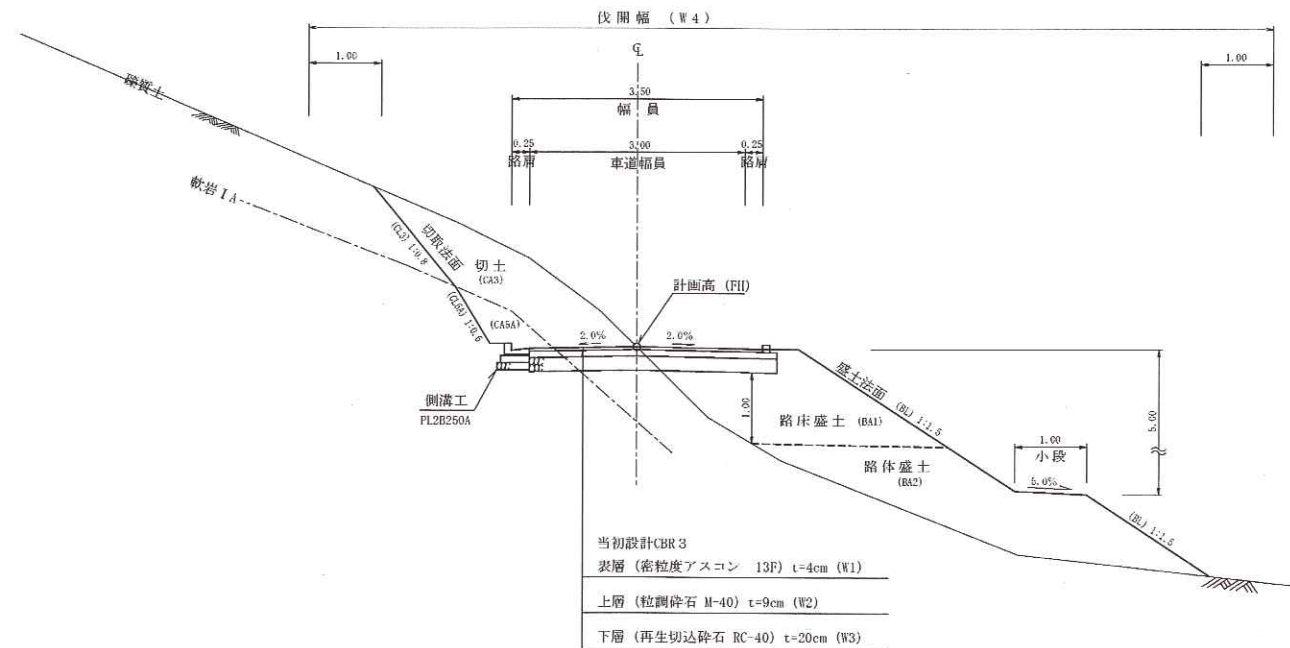 伐開幅 (W4)
1.00
1.00
3.50
幅員
0.25
3.00
0.25
路肩
車道幅員
路肩
礫質土
軟岩ⅠA
(CL3) 1:0.8
切取法面
切土
(CA3)
(CL5A) 1:0.6
(CA5A)
計画高 (FH)
2.0%
2.0%
側溝工
PL2B250A
1.00
路床盛土 (BA1)
盛土法面
(BL) 1:1.5
路体盛土
(BA2)
1.00
小段
5.0%
5.00
(BL) 1:1.5
当初設計CBR 3
表層 (密粒度アスコン 13F) t=4cm (W1)
上層 (粒調砕石 M-40) t=9cm (W2)
下層 (再生切込砕石 RC-40) t=20cm (W3)